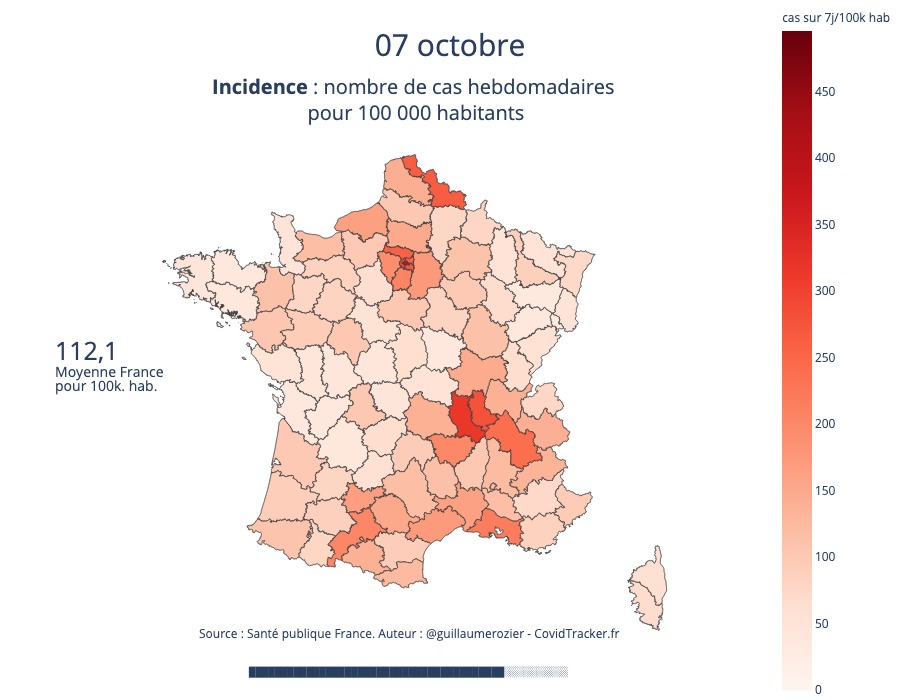 cas sur 7j/100k hab
07 octobre
Incidence : nombre de cas hebdomadaires
pour 100 000 habitants
450
400
350
300
250
200
150
100
50
0
112,1
Moyenne France
pour 100k. hab.
Source : Santé publique France. Auteur : @guillaumerozier - CovidTracker.fr